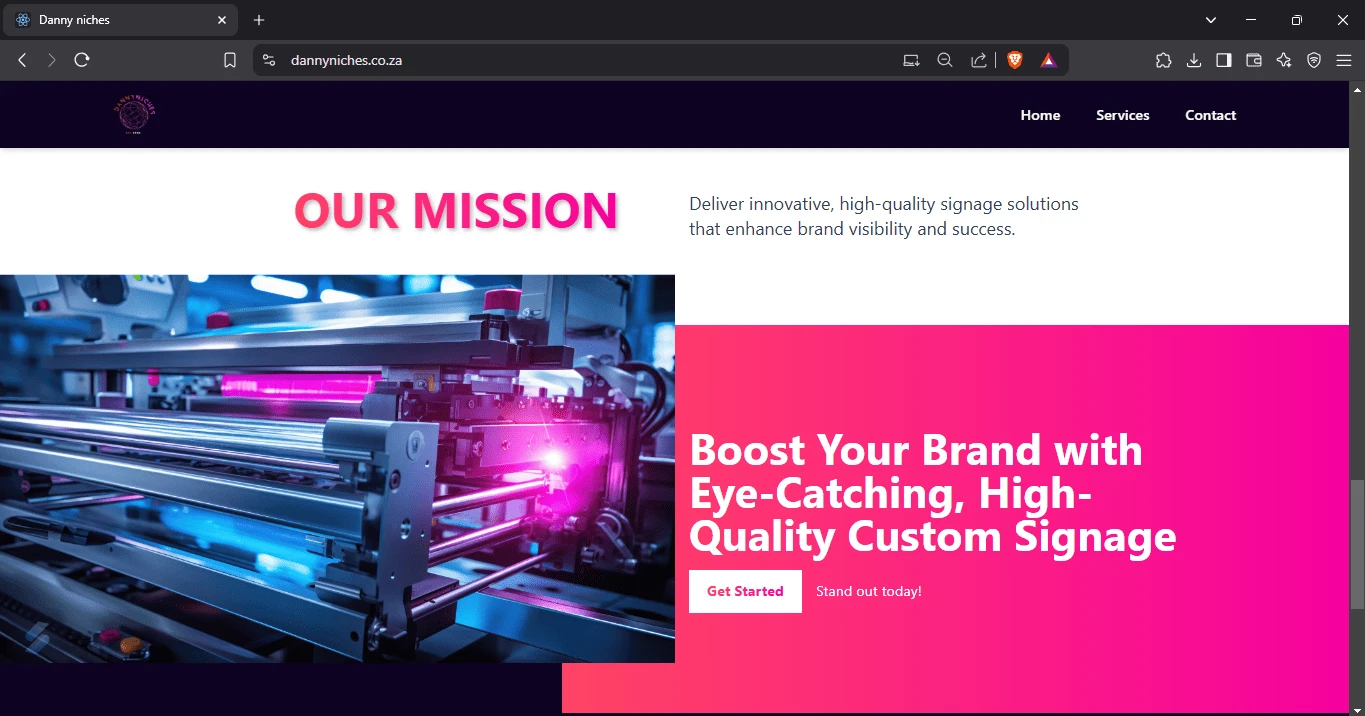 Danny niches
dannyniches.co.za
DANNYNICHES
Home
Services
Contact
OUR MISSION
Deliver innovative, high-quality signage solutions
that enhance brand visibility and success.
Boost Your Brand with
Eye-Catching, High-
Quality Custom Signage
Get Started
Stand out today!